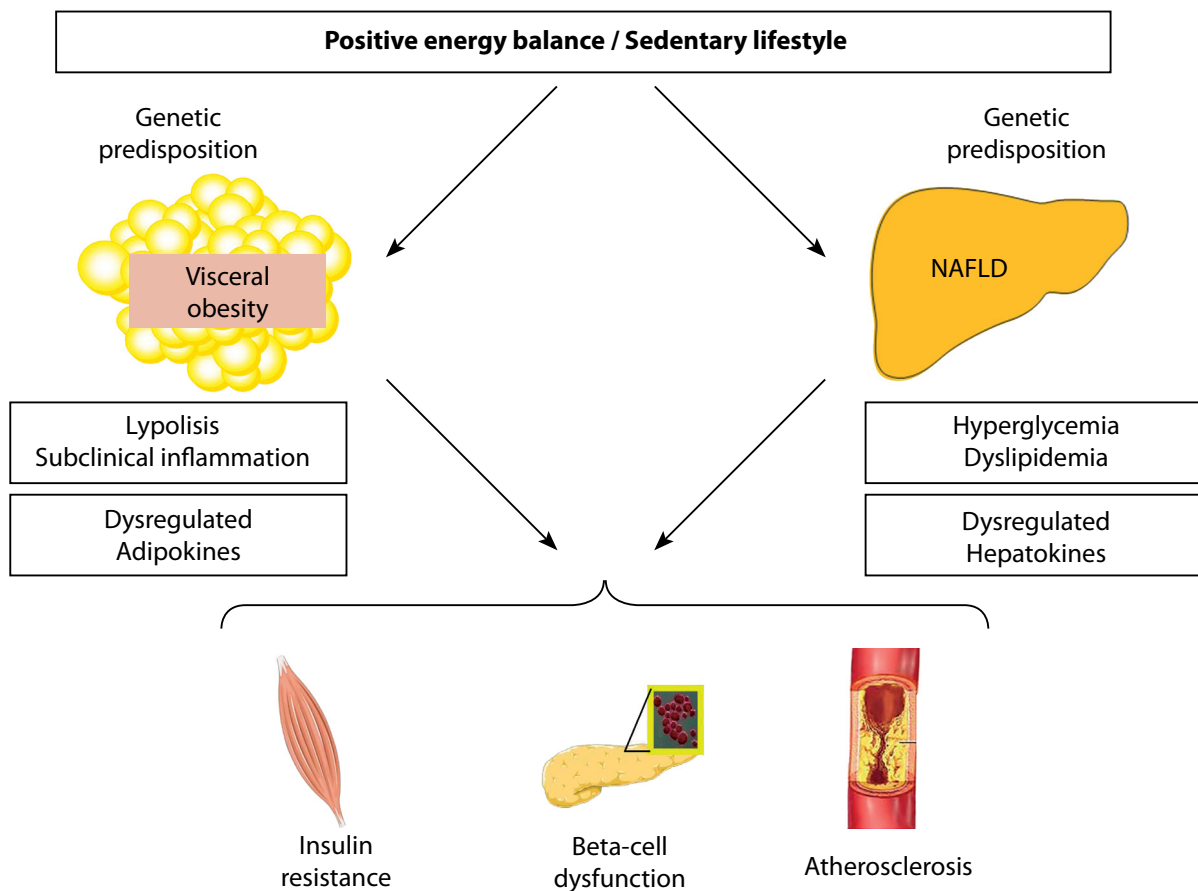 Positive energy balance / Sedentary lifestyle
Genetic
predisposition
Genetic
predisposition
Visceral
obesity
NAFLD
Lypolisis
Subclinical inflammation
Hyperglycemia
Dyslipidemia
Dysregulated
Adipokines
Dysregulated
Hepatokines
Insulin
resistance
Beta-cell
dysfunction
Atherosclerosis